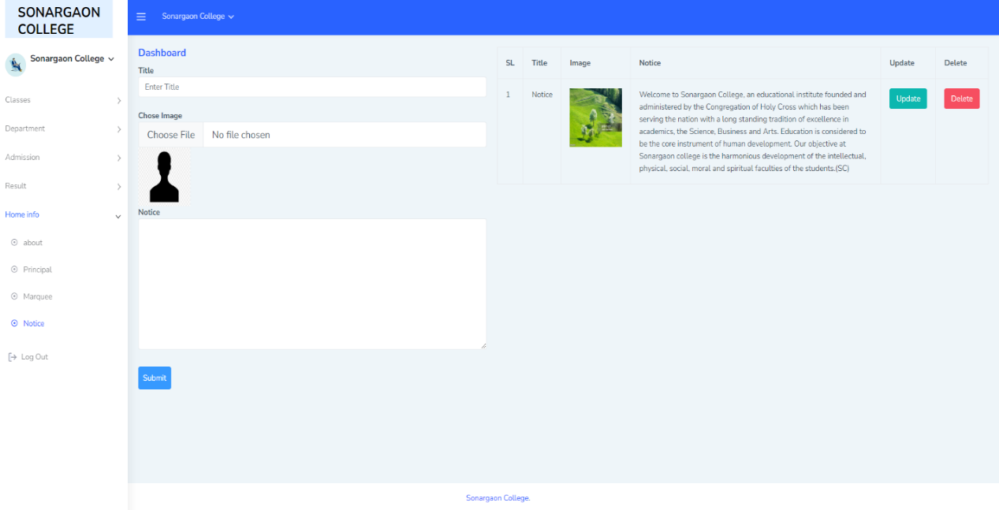 SONARGAON
COLLEGE
Sonargaon College
Sonargaon College
Classes
Department
Admission
Result
Home info
about
Principal
Marquee
Notice
Log Out
Dashboard
Title
Enter Title
Chose Image
Choose File No file chosen
Notice
Submit
SL Title Image Notice Update Delete
1 Notice Welcome to Sonargaon College, an educational institute founded and Update Delete
administered by the Congregation of Holy Cross which has been
serving the nation with a long standing tradition of excellence in
academics, the Science, Business and Arts. Education is considered to
be the core instrument of human development. Our objective at
Sonargaon college is the harmonious development of the intellectual,
physical, social, moral and spiritual faculties of the students.(SC)
Sonargaon College.